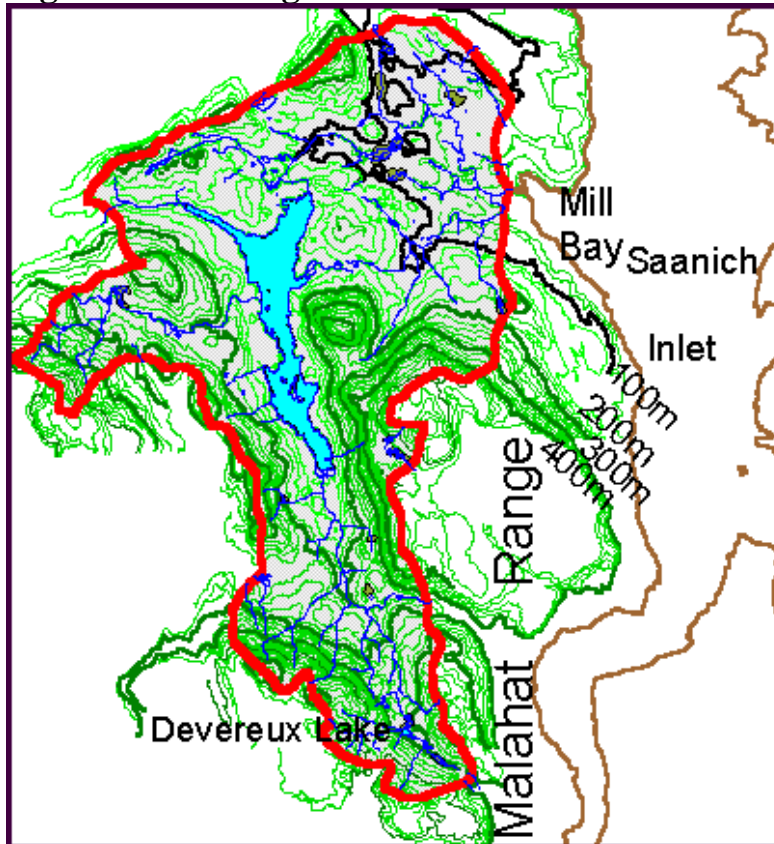 Mill
Bay
Saanich
Inlet
100m
200m
300m
400m
Malahat Range
Devereux Lake